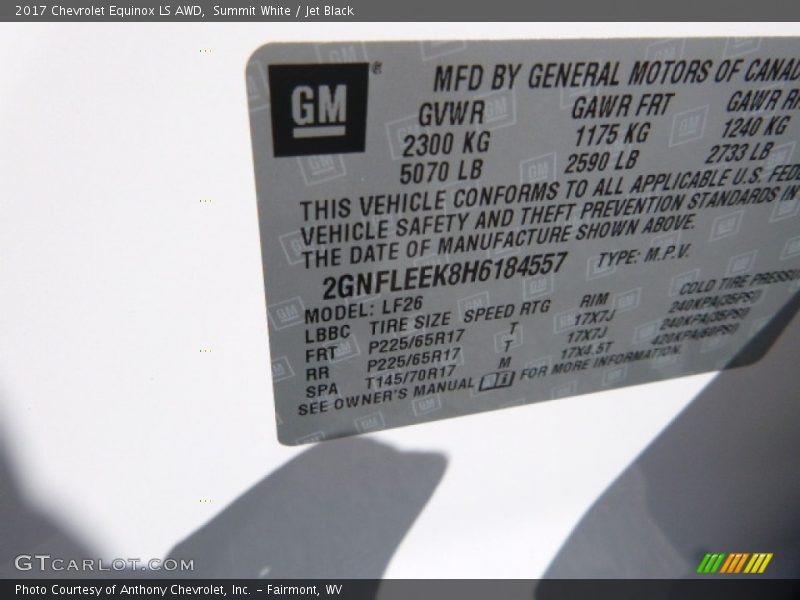 2017 Chevrolet Equinox LS AWD, Summit White / Jet Black
GM ®
MFD BY GENERAL MOTORS OF CANAD
GVWR GAWR FRT GAWR R
2300 KG 1175 KG 1240 KG
5070 LB 2590 LB 2733 LB
THIS VEHICLE CONFORMS TO ALL APPLICABLE U.S. FEDE
VEHICLE SAFETY AND THEFT PREVENTION STANDARDS IN
THE DATE OF MANUFACTURE SHOWN ABOVE.
2GNFLEEK8H6184557 TYPE: M.P.V.
MODEL: LF26
LBBC TIRE SIZE SPEED RTG RIM COLD TIRE PRESSU
FRT P225/65R17 T 17X7J 240KPA(35PSI)
RR P225/65R17 T 17X7J 240KPA(35PSI)
SPA T145/70R17 M 17X4.5T 420KPA(60PSI)
SEE OWNER'S MANUAL FOR MORE INFORMATION.
GTCARLOT.COM
Photo Courtesy of Anthony Chevrolet, Inc. – Fairmont, WV